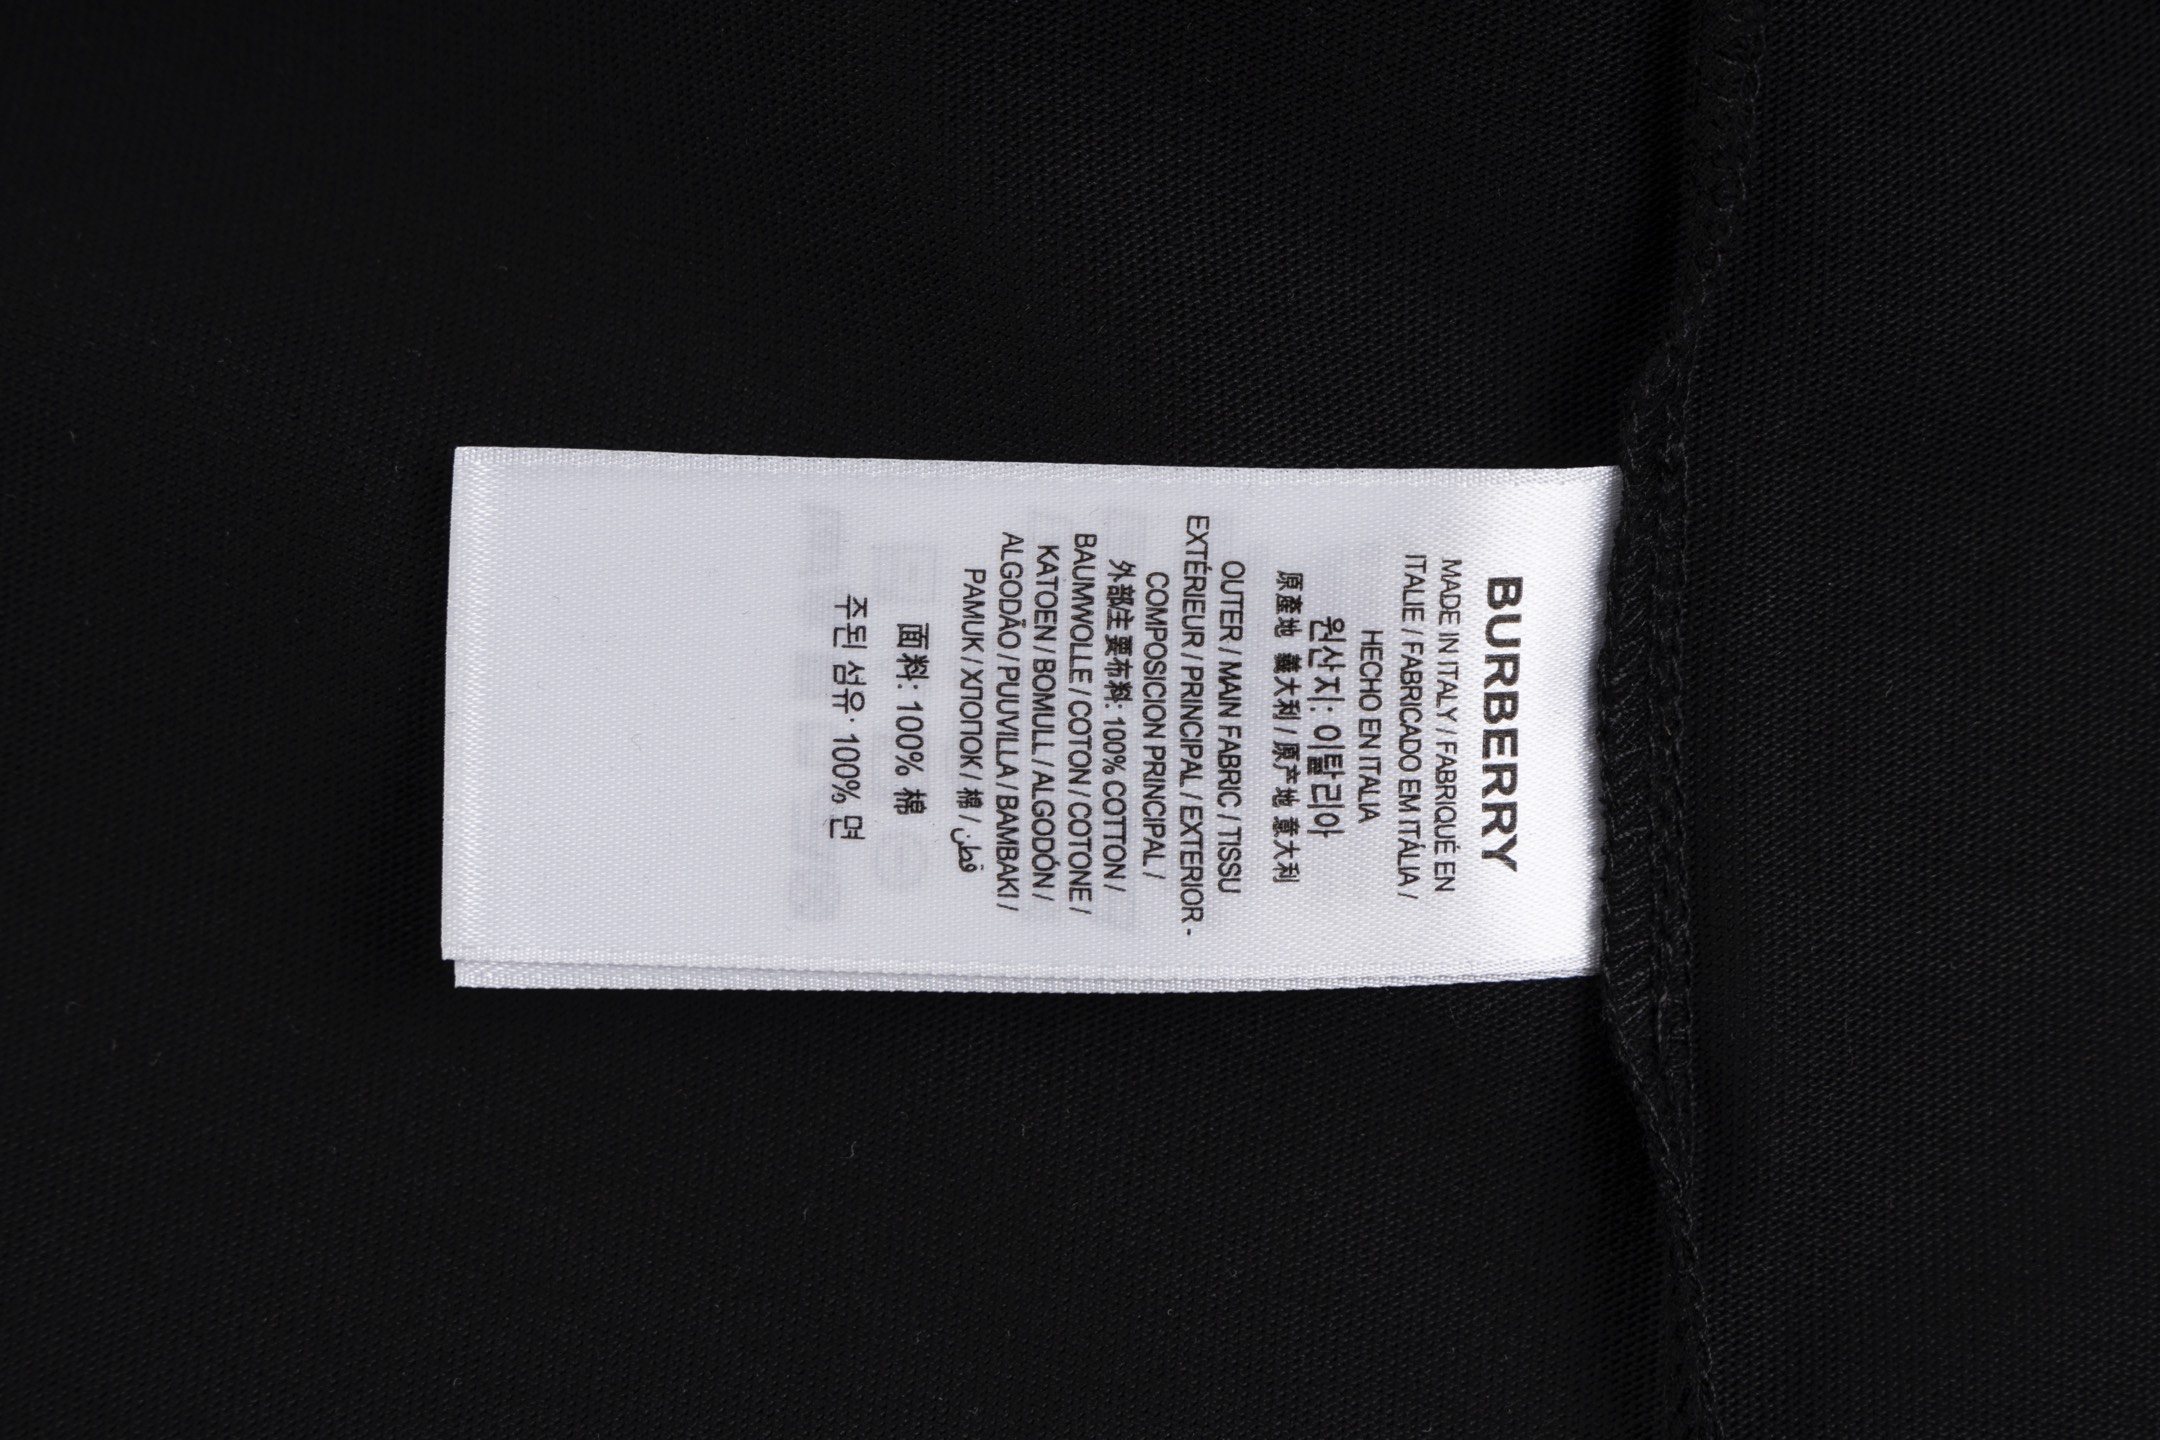 BURBERRY
MADE IN ITALY / FABRIQUÉ EN
ITALIE / FABRICADO EM ITÁLIA /
HECHO EN ITALIA
원산지: 이탈리아
原產地 義大利 / 原产地 意大利
OUTER / MAIN FABRIC / TISSU
EXTÉRIEUR / PRINCIPAL / EXTERIOR -
COMPOSICION PRINCIPAL /
外部/主要布料: 100% COTTON /
BAUMWOLLE / COTON / COTONE /
KATOEN / BOMULL / ALGODÓN /
ALGODÃO / PUUVILLA / BAMBAKI /
PAMUK / ХЛОПОК / 棉 / قطن
面料: 100% 棉
주된 섬유: 100% 면